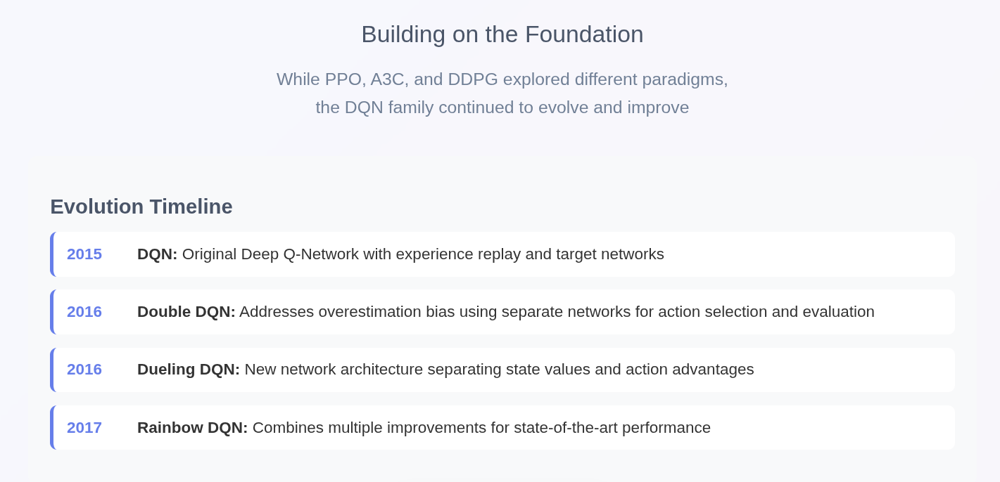 Building on the Foundation
While PPO, A3C, and DDPG explored different paradigms,
the DQN family continued to evolve and improve
Evolution Timeline
2015 DQN: Original Deep Q-Network with experience replay and target networks
2016 Double DQN: Addresses overestimation bias using separate networks for action selection and evaluation
2016 Dueling DQN: New network architecture separating state values and action advantages
2017 Rainbow DQN: Combines multiple improvements for state-of-the-art performance